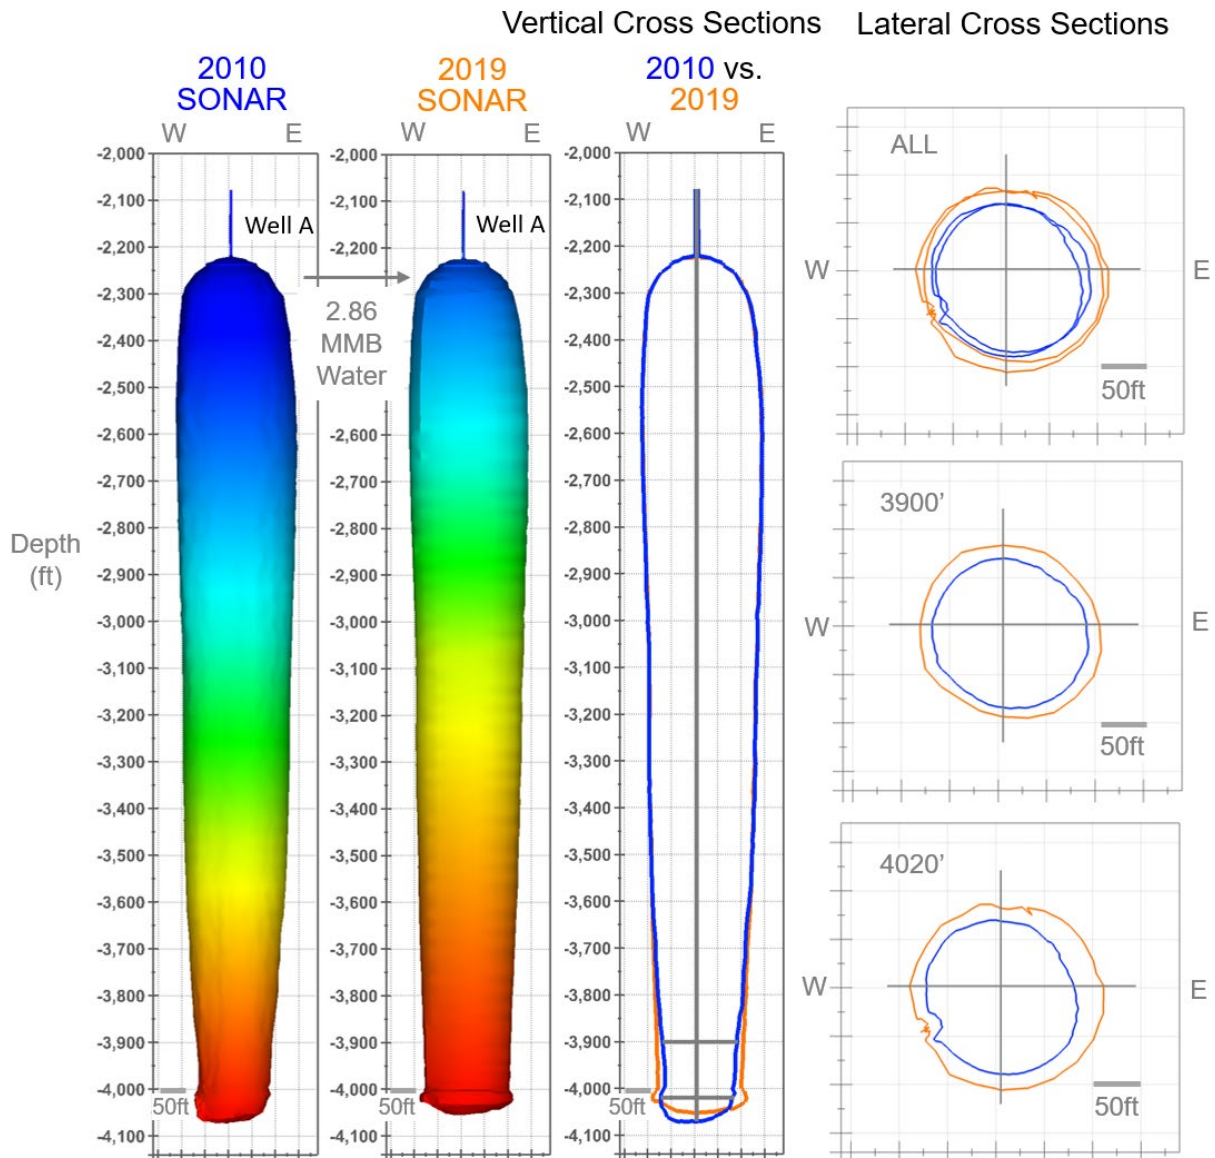 Vertical Cross Sections
Lateral Cross Sections
2010
SONAR
W
E
Depth
(ft)
-2,000
-2,100
-2,200
-2,300
-2,400
-2,500
-2,600
-2,700
-2,800
-2,900
-3,000
-3,100
-3,200
-3,300
-3,400
-3,500
-3,600
-3,700
-3,800
-3,900
-4,000
-4,100
Well A
50ft
2.86
MMB
Water
2019
SONAR
W
E
-2,000
-2,100
-2,200
-2,600
-2,700
-2,800
-2,900
-3,000
-3,100
-3,200
-3,300
-3,400
-3,500
-3,600
-3,700
-3,800
-3,900
-4,000
-4,100
Well A
50ft
2010 vs.
2019
W
E
-2,000
-2,100
-2,200
-2,300
-2,400
-2,500
-2,600
-2,700
-2,800
-2,900
-3,000
-3,100
-3,200
-3,300
-3,400
-3,500
-3,600
-3,700
-3,800
-3,900
-4,000
-4,100
50ft
ALL
W
E
50ft
3900’
W
E
50ft
4020’
W
E
50ft